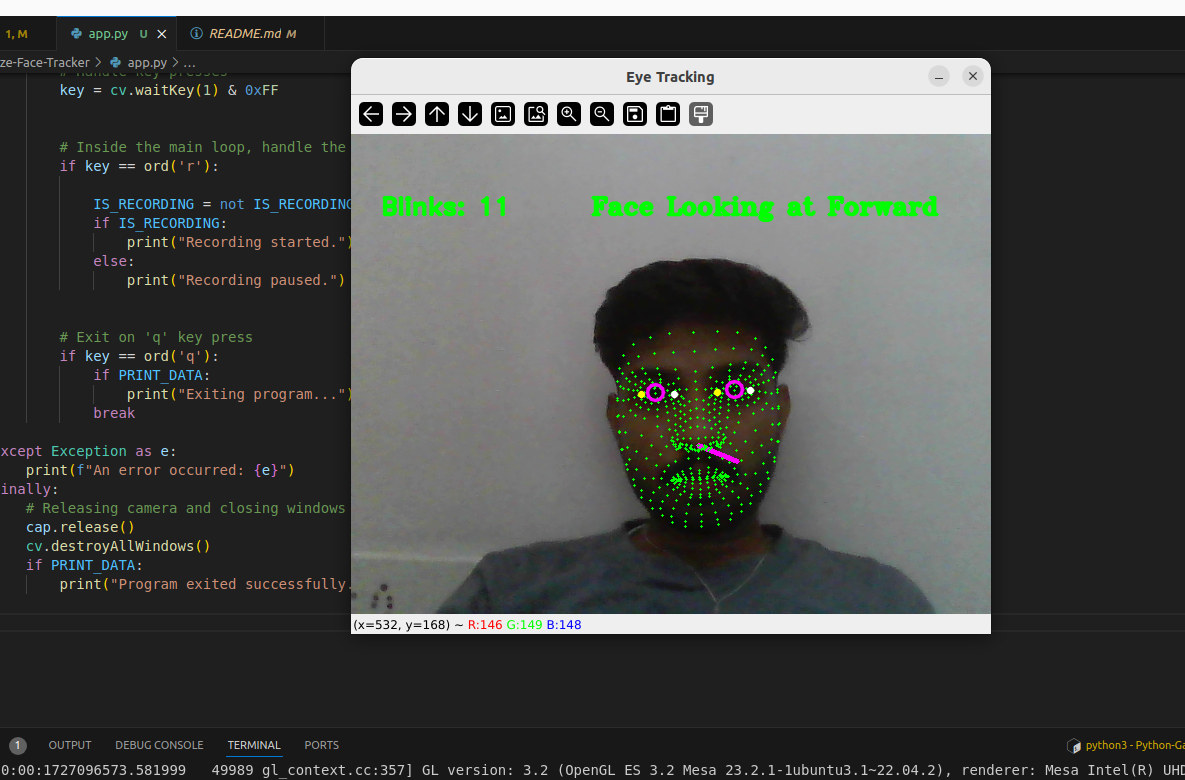 1, M app.py U README.md M
ze-Face-Tracker > app.py > ...
# Handle key presses
key = cv.waitKey(1) & 0xFF
# Inside the main loop, handle the
if key == ord('r'):
IS_RECORDING = not IS_RECORDING
if IS_RECORDING:
print("Recording started.")
else:
print("Recording paused.")
# Exit on 'q' key press
if key == ord('q'):
if PRINT_DATA:
print("Exiting program...")
break
xcept Exception as e:
print(f"An error occurred: {e}")
inally:
# Releasing camera and closing windows
cap.release()
cv.destroyAllWindows()
if PRINT_DATA:
print("Program exited successfully.
Eye Tracking
Blinks: 11 Face Looking at Forward
(x=532, y=168) ~ R:146 G:149 B:148
1 OUTPUT DEBUG CONSOLE TERMINAL PORTS
python3 - Python-Ga
0:00:1727096573.581999 49989 gl_context.cc:357] GL version: 3.2 (OpenGL ES 3.2 Mesa 23.2.1-1ubuntu3.1~22.04.2), renderer: Mesa Intel(R) UHD